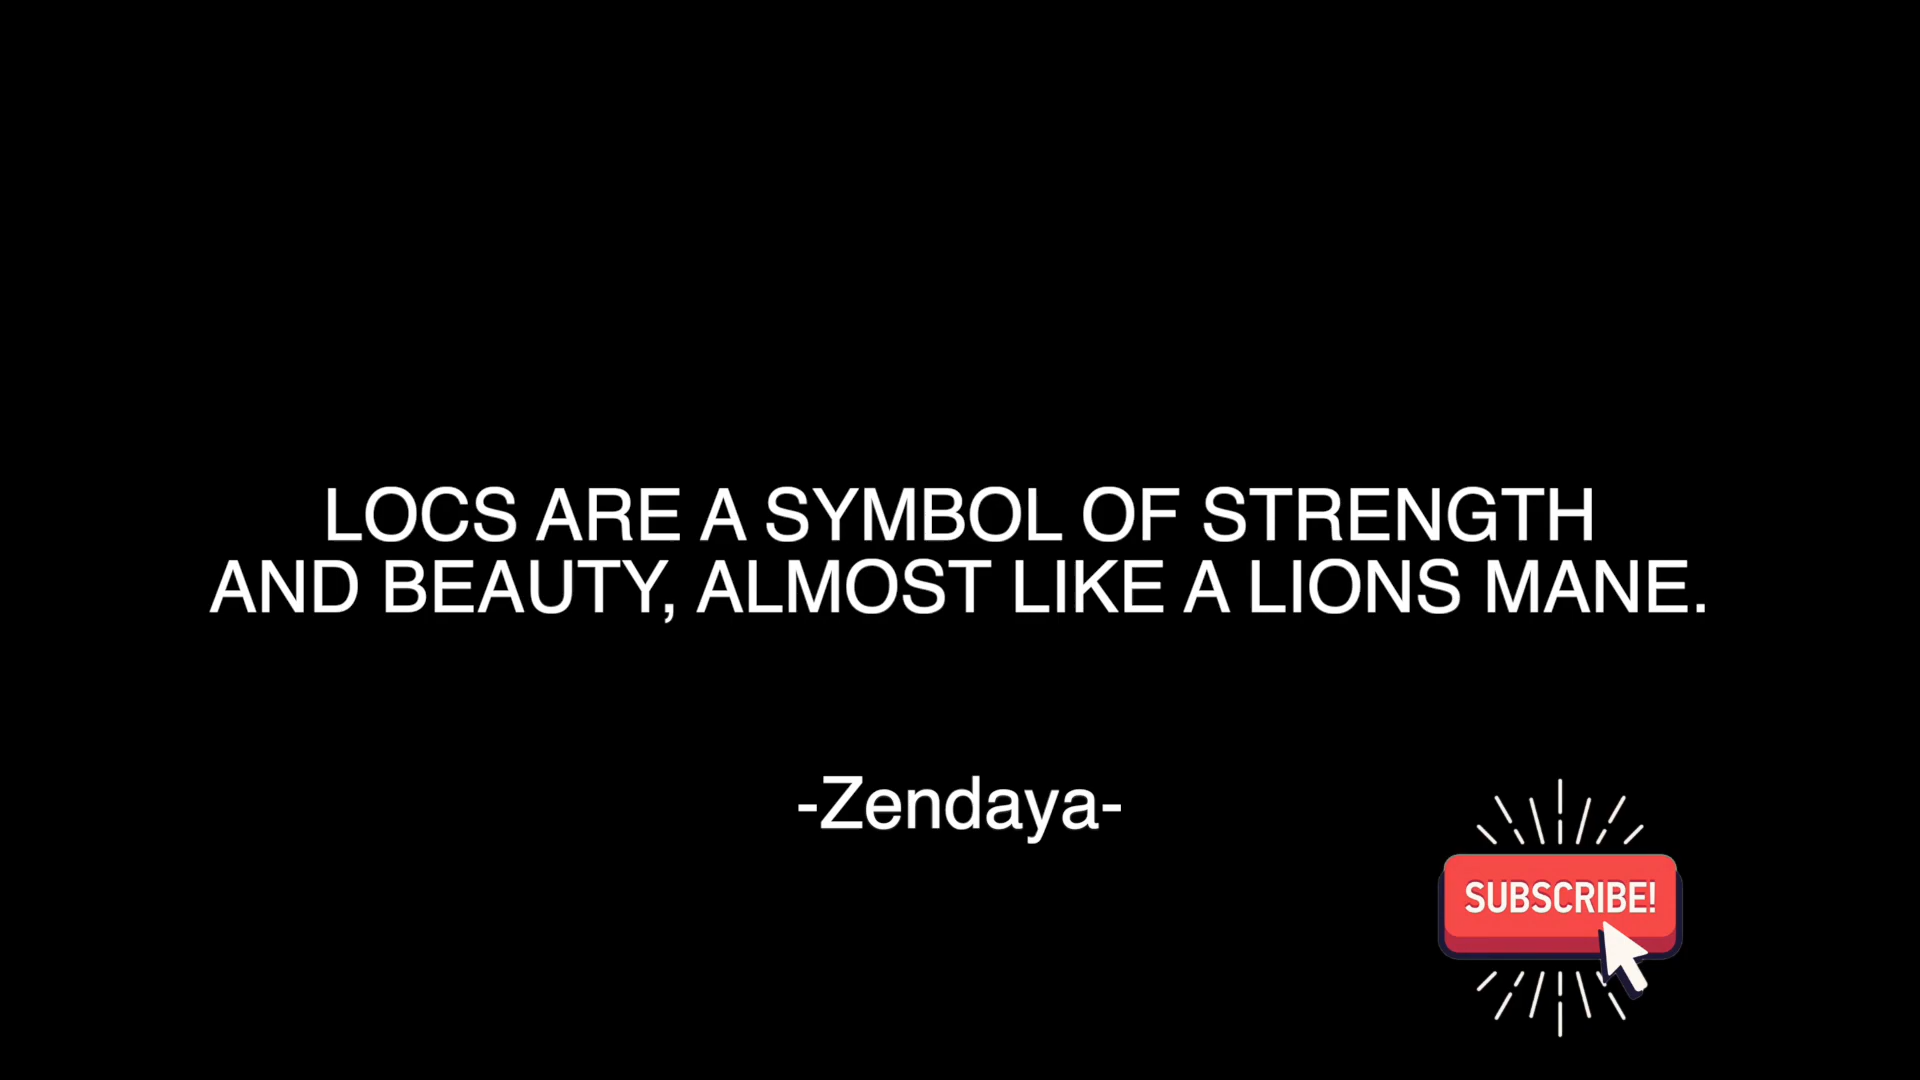 LOCS ARE A SYMBOL OF STRENGTH
AND BEAUTY, ALMOST LIKE A LIONS MANE.
-Zendaya-
SUBSCRIBE!